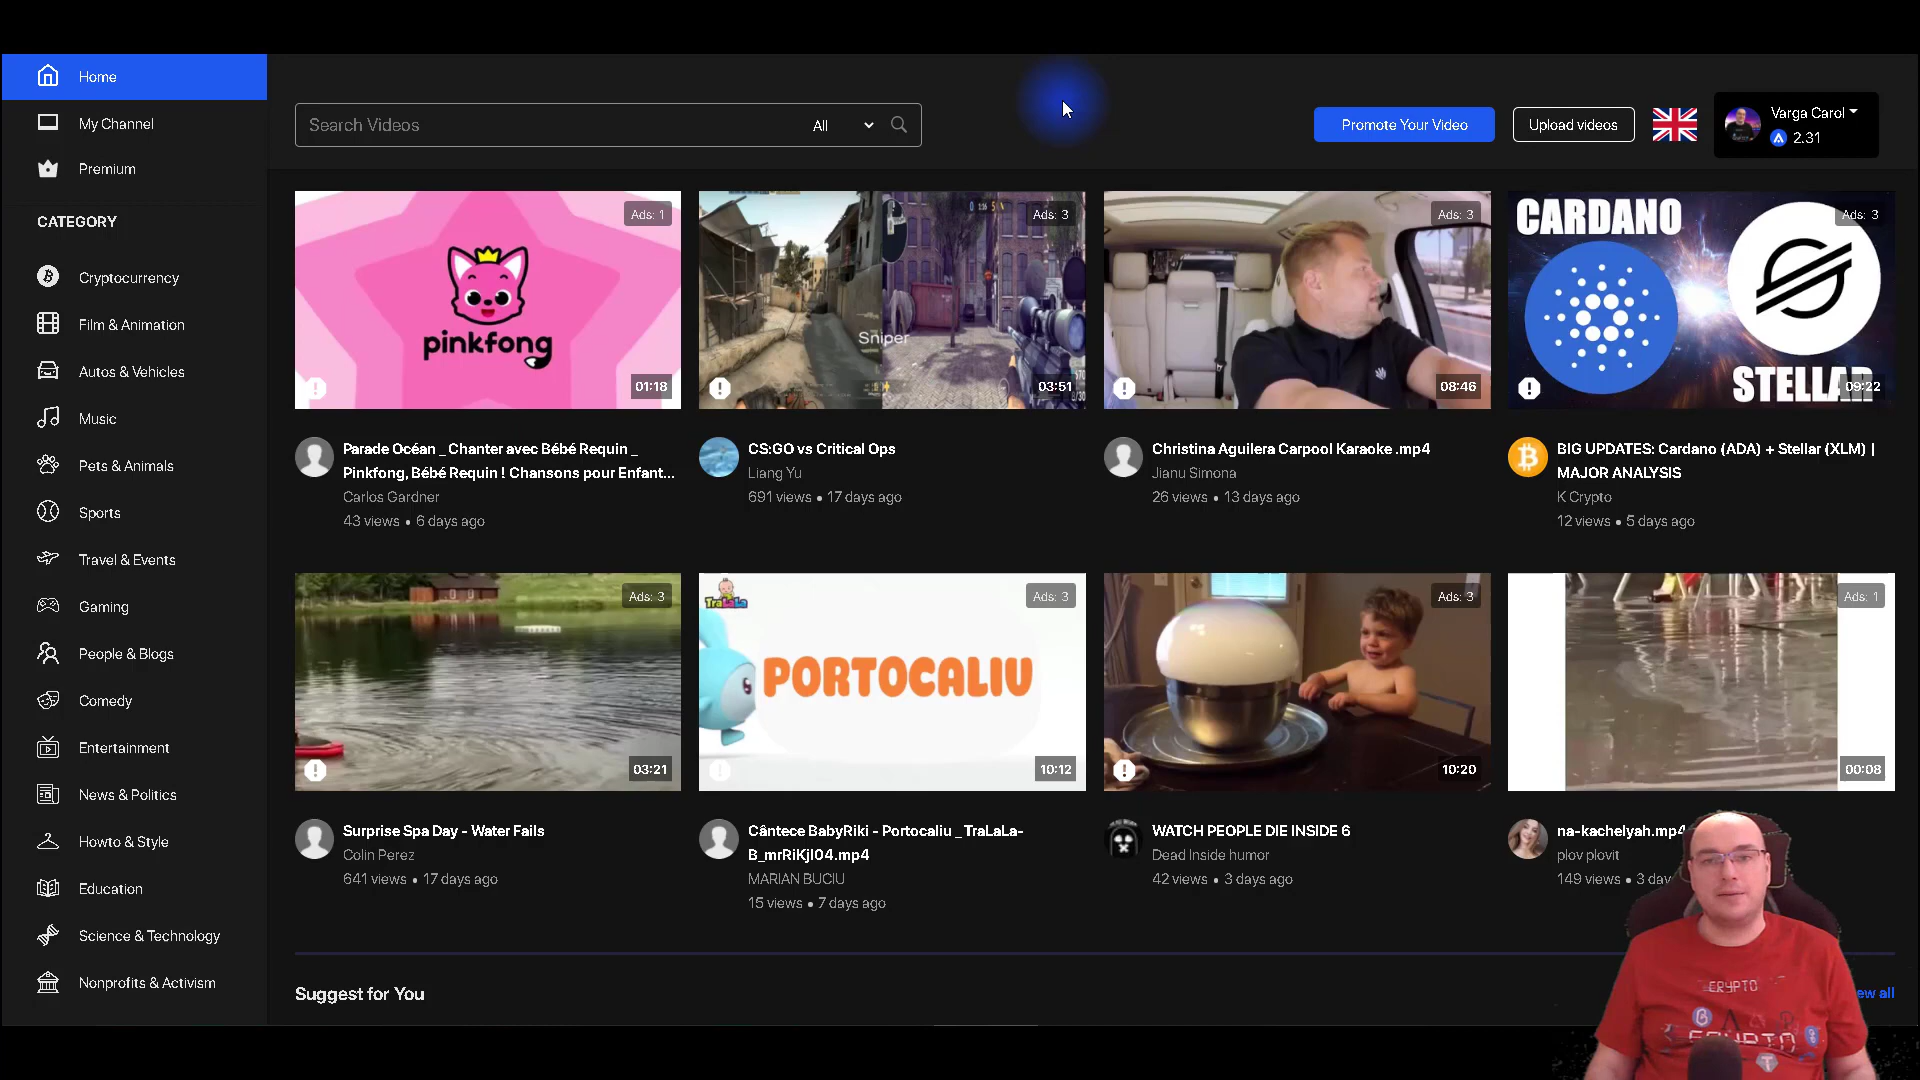 Home
My Channel
Premium
CATEGORY
Cryptocurrency
Film & Animation
Autos & Vehicles
Music
Pets & Animals
Sports
Travel & Events
Gaming
People & Blogs
Comedy
Entertainment
News & Politics
Howto & Style
Education
Science & Technology
Nonprofits & Activism
Search Videos
All
Promote Your Video
Upload videos
Varga Carol
2.31
Ads: 1
pinkfong
01:18
Parade Océan _ Chanter avec Bébé Requin _
Pinkfong, Bébé Requin ! Chansons pour Enfant...
Carlos Gardner
43 views • 6 days ago
Ads: 3
Sniper
03:51
CS:GO vs Critical Ops
Liang Yu
691 views • 17 days ago
Ads: 3
08:46
Christina Aguilera Carpool Karaoke .mp4
Jianu Simona
26 views • 13 days ago
CARDANO
Ads: 3
STELLAR
09:22
BIG UPDATES: Cardano (ADA) + Stellar (XLM) |
MAJOR ANALYSIS
K Crypto
12 views • 5 days ago
Ads: 3
03:21
Surprise Spa Day - Water Fails
Colin Perez
641 views • 17 days ago
TraLaLa
Ads: 3
PORTOCALIU
10:12
Cântece BabyRiki - Portocaliu _ TraLaLa-
B_mrRiKjI04.mp4
MARIAN BUCIU
15 views • 7 days ago
Ads: 3
10:20
WATCH PEOPLE DIE INSIDE 6
Dead Inside humor
42 views • 3 days ago
Ads: 1
00:08
na-kachelyah.mp4
plov plovit
149 views • 3 day
Suggest for You
ew all
CRYPTO